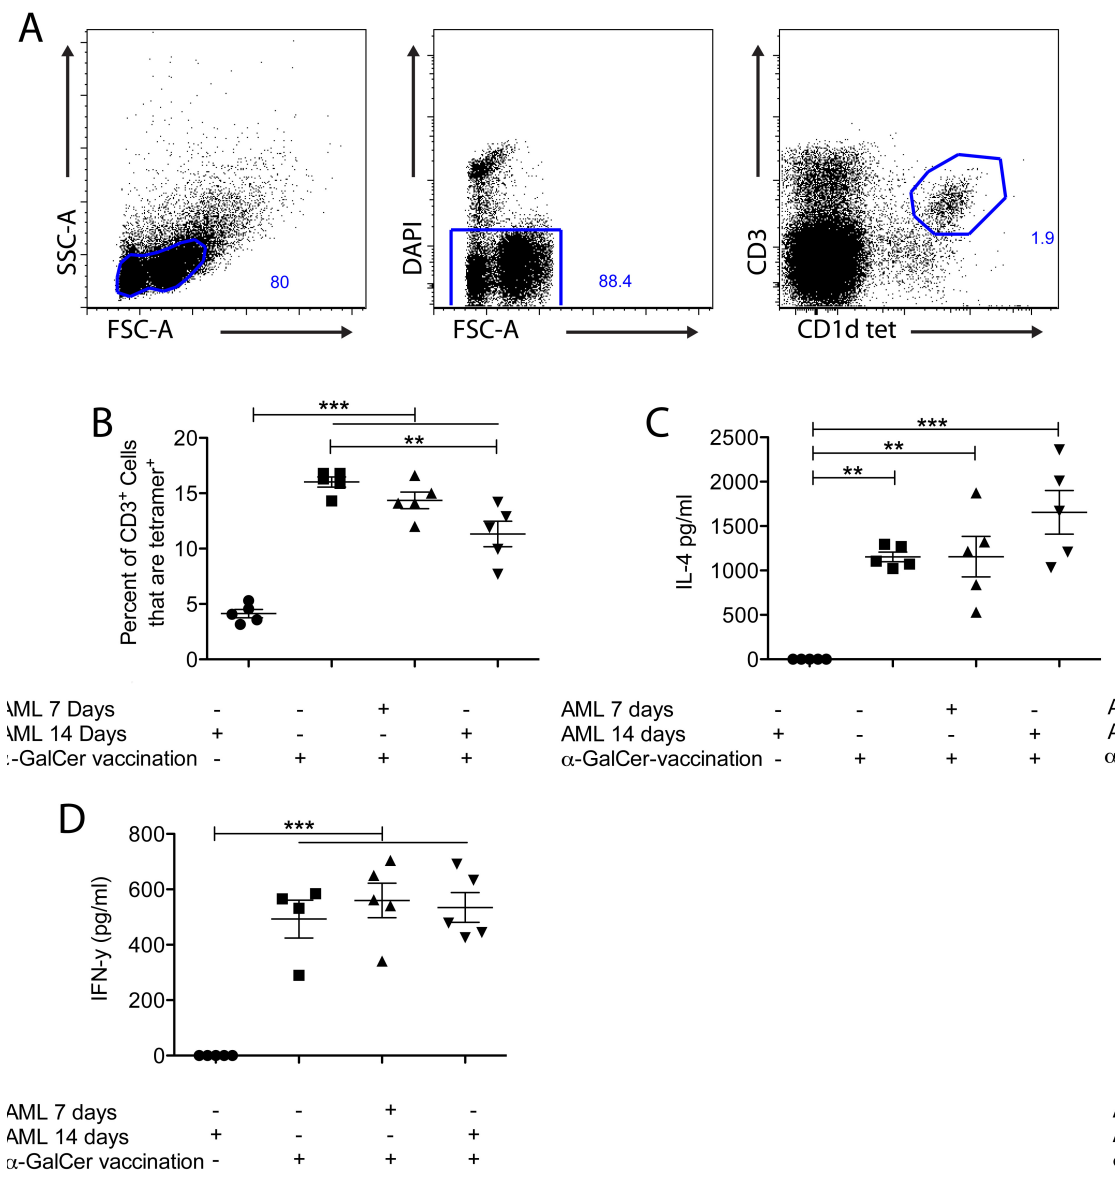 A
SSC-A
80
FSC-A
DAPI
88.4
FSC-A
CD3
1.9
CD1d tet
B
***
**
Percent of CD3+ Cells
that are tetramer+
20
15
10
5
0
AML 7 Days - - + -
AML 14 Days + - - +
-GalCer vaccination - + + +
C
***
**
**
IL-4 pg/ml
2500
2000
1500
1000
500
0
AML 7 days - - + -
AML 14 days + - - +
α-GalCer-vaccination - + + +
D
***
IFN-y (pg/ml)
800
600
400
200
0
AML 7 days - - + -
AML 14 days + - - +
α-GalCer vaccination - + + +